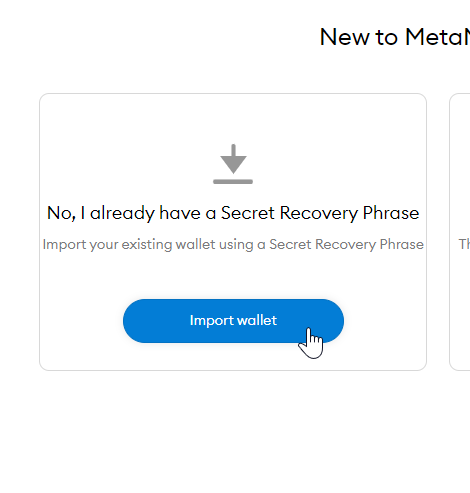 New to Meta
No, I already have a Secret Recovery Phrase
Import your existing wallet using a Secret Recovery Phrase
Th
Import wallet